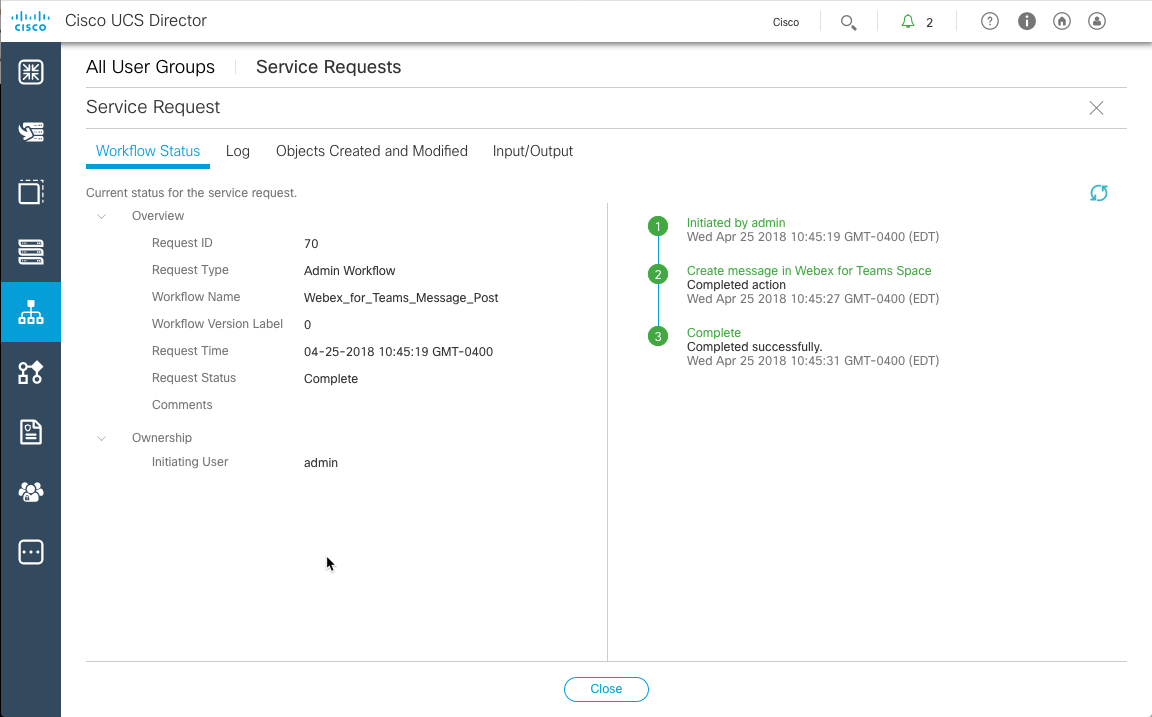 CISCO
Cisco UCS Director
Cisco
2
All User Groups
Service Requests
Service Request
Workflow Status
Log
Objects Created and Modified
Input/Output
Current status for the service request.
Overview
Request ID 70
Request Type Admin Workflow
Workflow Name Webex_for_Teams_Message_Post
Workflow Version Label 0
Request Time 04-25-2018 10:45:19 GMT-0400
Request Status Complete
Comments
Ownership
Initiating User admin
1 Initiated by admin
Wed Apr 25 2018 10:45:19 GMT-0400 (EDT)
2 Create message in Webex for Teams Space
Completed action
Wed Apr 25 2018 10:45:27 GMT-0400 (EDT)
3 Complete
Completed successfully.
Wed Apr 25 2018 10:45:31 GMT-0400 (EDT)
Close